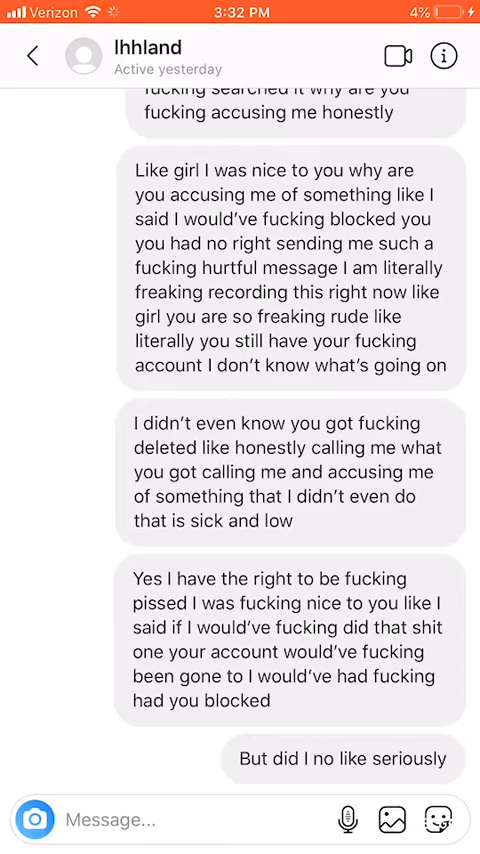 Verizon 3:32 PM 4%
lhhland
Active yesterday
fucking searched it why are you
fucking accusing me honestly
Like girl I was nice to you why are
you accusing me of something like I
said I would've fucking blocked you
you had no right sending me such a
fucking hurtful message I am literally
freaking recording this right now like
girl you are so freaking rude like
literally you still have your fucking
account I don't know what's going on
I didn't even know you got fucking
deleted like honestly calling me what
you got calling me and accusing me
of something that I didn't even do
that is sick and low
Yes I have the right to be fucking
pissed I was fucking nice to you like I
said if I would've fucking did that shit
one your account would've fucking
been gone to I would've had fucking
had you blocked
But did I no like seriously
Message...